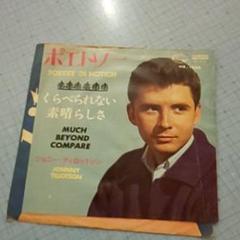 ポエトリー
POETRY IN MOTION
くらべられない
素晴らしさ
MUCH
BEYOND
COMPARE
ジョニー・ティロットソン
JOHNNY
TILLOTSON